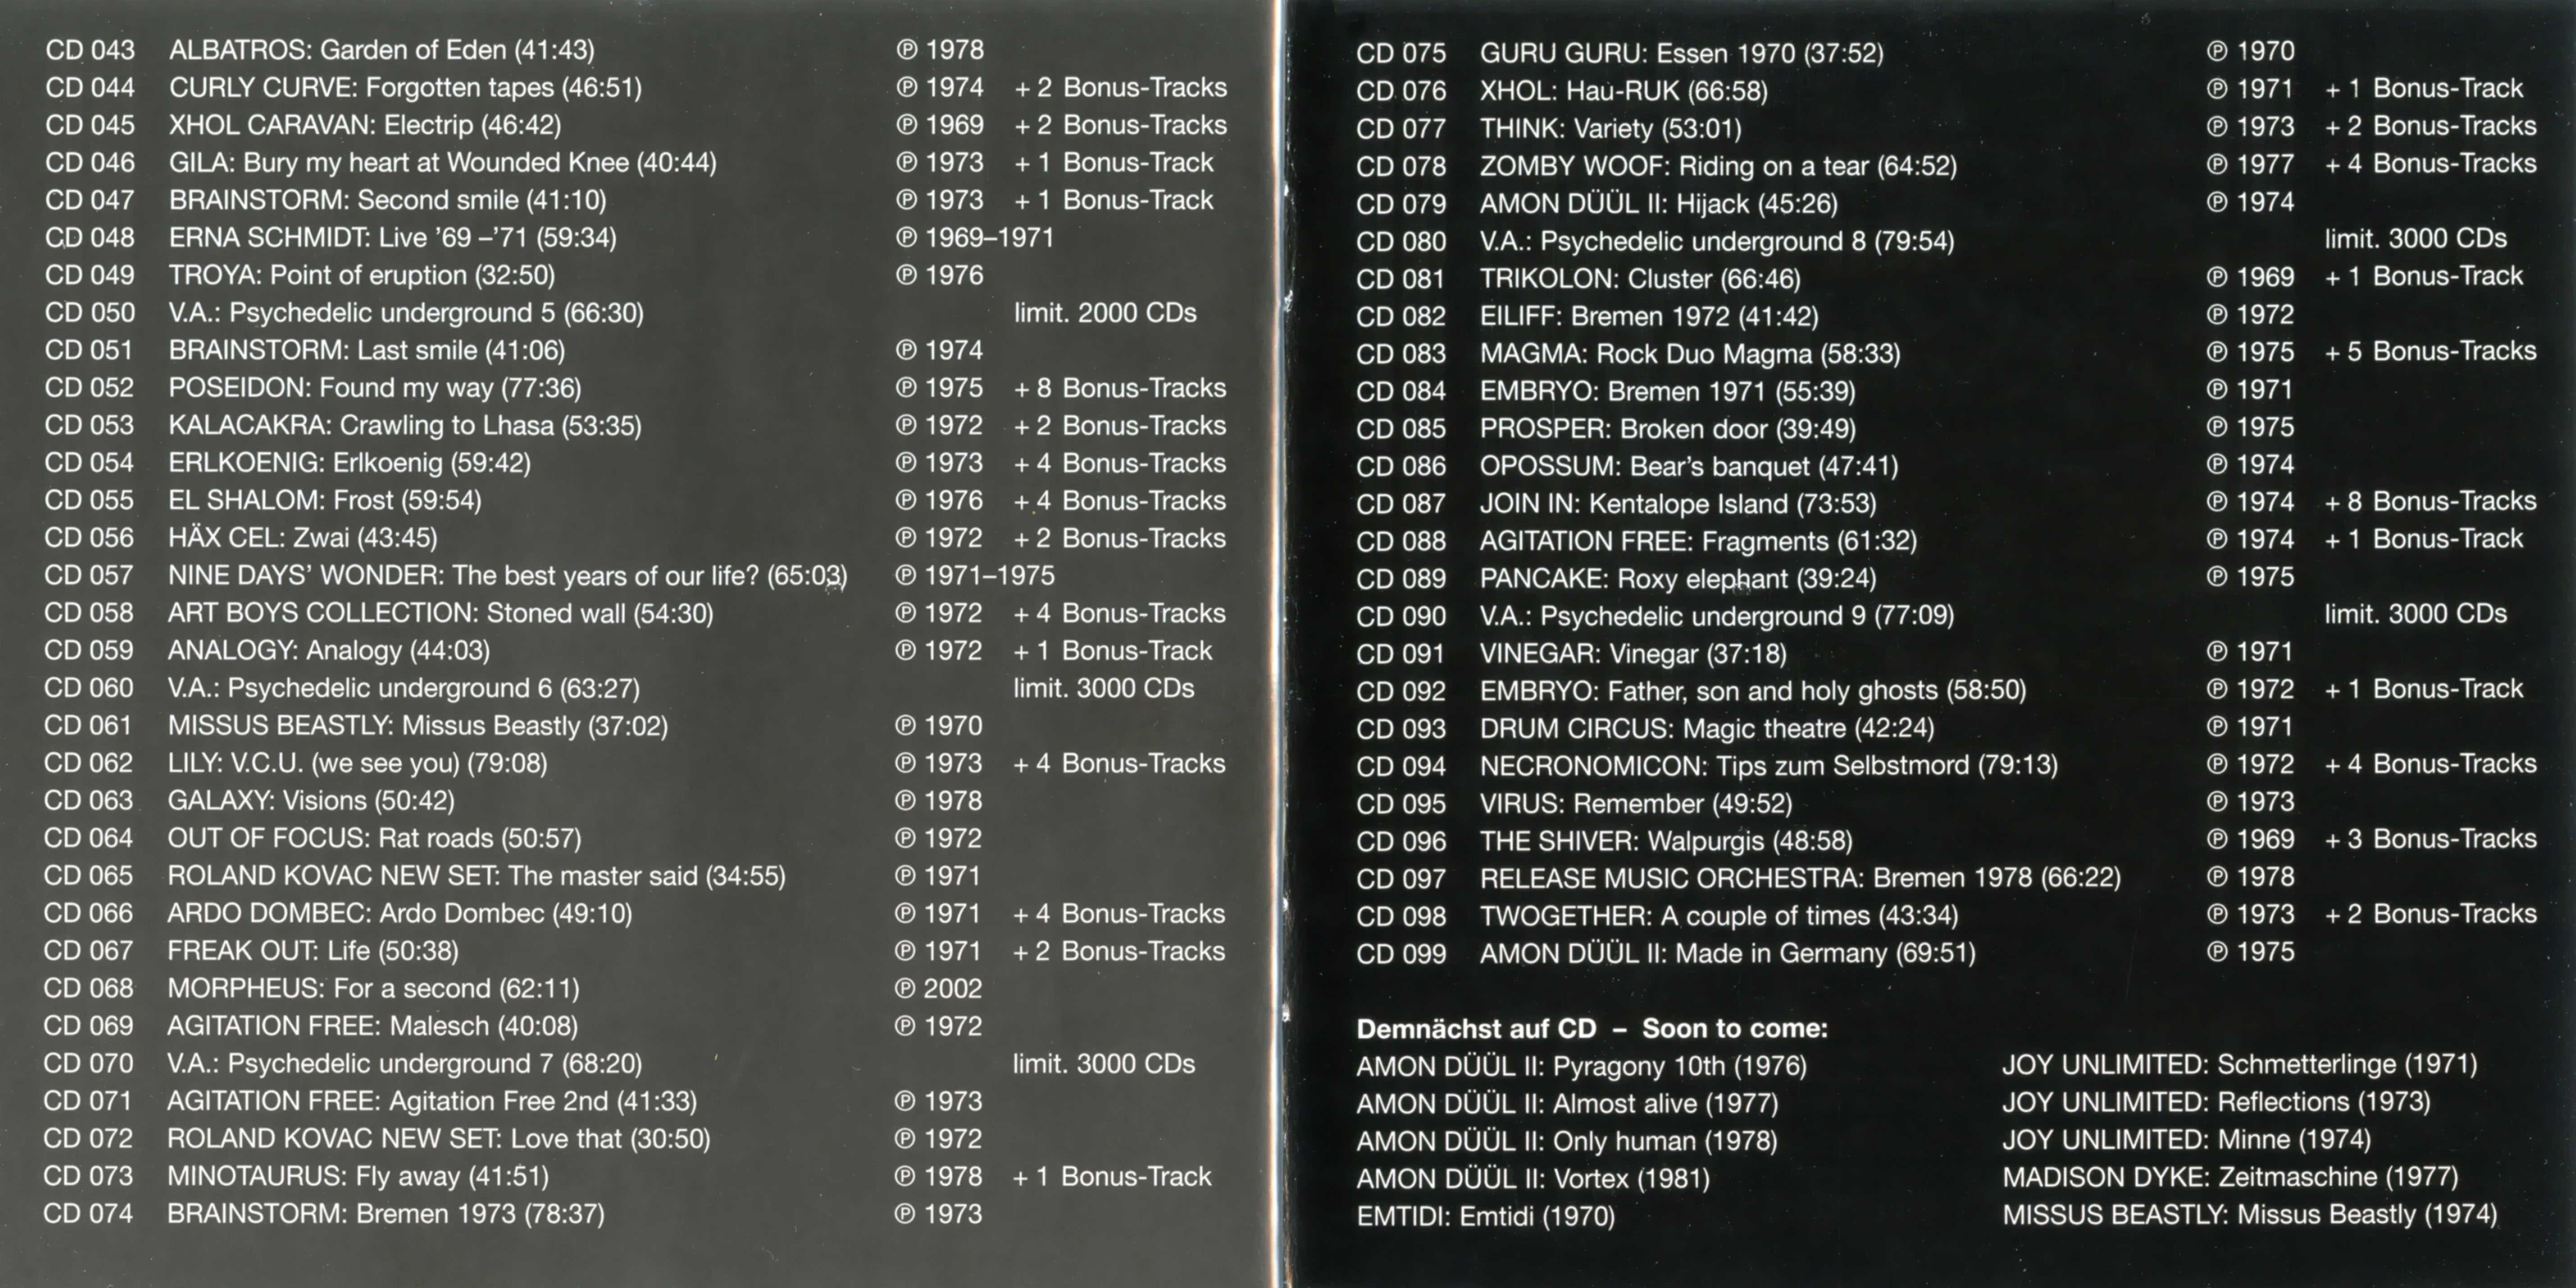 CD 043 ALBATROS: Garden of Eden (41:43) ℗ 1978
CD 044 CURLY CURVE: Forgotten tapes (46:51) ℗ 1974 + 2 Bonus-Tracks
CD 045 XHOL CARAVAN: Electrip (46:42) ℗ 1969 + 2 Bonus-Tracks
CD 046 GILA: Bury my heart at Wounded Knee (40:44) ℗ 1973 + 1 Bonus-Track
CD 047 BRAINSTORM: Second smile (41:10) ℗ 1973 + 1 Bonus-Track
CD 048 ERNA SCHMIDT: Live ’69 –’71 (59:34) ℗ 1969–1971
CD 049 TROYA: Point of eruption (32:50) ℗ 1976
CD 050 V.A.: Psychedelic underground 5 (66:30) limit. 2000 CDs
CD 051 BRAINSTORM: Last smile (41:06) ℗ 1974
CD 052 POSEIDON: Found my way (77:36) ℗ 1975 + 8 Bonus-Tracks
CD 053 KALACAKRA: Crawling to Lhasa (53:35) ℗ 1972 + 2 Bonus-Tracks
CD 054 ERLKOENIG: Erlkoenig (59:42) ℗ 1973 + 4 Bonus-Tracks
CD 055 EL SHALOM: Frost (59:54) ℗ 1976 + 4 Bonus-Tracks
CD 056 HÄX CEL: Zwai (43:45) ℗ 1972 + 2 Bonus-Tracks
CD 057 NINE DAYS’ WONDER: The best years of our life? (65:03) ℗ 1971–1975
CD 058 ART BOYS COLLECTION: Stoned wall (54:30) ℗ 1972 + 4 Bonus-Tracks
CD 059 ANALOGY: Analogy (44:03) ℗ 1972 + 1 Bonus-Track
CD 060 V.A.: Psychedelic underground 6 (63:27) limit. 3000 CDs
CD 061 MISSUS BEASTLY: Missus Beastly (37:02) ℗ 1970
CD 062 LILY: V.C.U. (we see you) (79:08) ℗ 1973 + 4 Bonus-Tracks
CD 063 GALAXY: Visions (50:42) ℗ 1978
CD 064 OUT OF FOCUS: Rat roads (50:57) ℗ 1972
CD 065 ROLAND KOVAC NEW SET: The master said (34:55) ℗ 1971
CD 066 ARDO DOMBEC: Ardo Dombec (49:10) ℗ 1971 + 4 Bonus-Tracks
CD 067 FREAK OUT: Life (50:38) ℗ 1971 + 2 Bonus-Tracks
CD 068 MORPHEUS: For a second (62:11) ℗ 2002
CD 069 AGITATION FREE: Malesch (40:08) ℗ 1972
CD 070 V.A.: Psychedelic underground 7 (68:20) limit. 3000 CDs
CD 071 AGITATION FREE: Agitation Free 2nd (41:33) ℗ 1973
CD 072 ROLAND KOVAC NEW SET: Love that (30:50) ℗ 1972
CD 073 MINOTAURUS: Fly away (41:51) ℗ 1978 + 1 Bonus-Track
CD 074 BRAINSTORM: Bremen 1973 (78:37) ℗ 1973
CD 075 GURU GURU: Essen 1970 (37:52) ℗ 1970
CD 076 XHOL: Hau-RUK (66:58) ℗ 1971 + 1 Bonus-Track
CD 077 THINK: Variety (53:01) ℗ 1973 + 2 Bonus-Tracks
CD 078 ZOMBY WOOF: Riding on a tear (64:52) ℗ 1977 + 4 Bonus-Tracks
CD 079 AMON DÜÜL II: Hijack (45:26) ℗ 1974
CD 080 V.A.: Psychedelic underground 8 (79:54) limit. 3000 CDs
CD 081 TRIKOLON: Cluster (66:46) ℗ 1969 + 1 Bonus-Track
CD 082 EILIFF: Bremen 1972 (41:42) ℗ 1972
CD 083 MAGMA: Rock Duo Magma (58:33) ℗ 1975 + 5 Bonus-Tracks
CD 084 EMBRYO: Bremen 1971 (55:39) ℗ 1971
CD 085 PROSPER: Broken door (39:49) ℗ 1975
CD 086 OPOSSUM: Bear’s banquet (47:41) ℗ 1974
CD 087 JOIN IN: Kentalope Island (73:53) ℗ 1974 + 8 Bonus-Tracks
CD 088 AGITATION FREE: Fragments (61:32) ℗ 1974 + 1 Bonus-Track
CD 089 PANCAKE: Roxy elephant (39:24) ℗ 1975
CD 090 V.A.: Psychedelic underground 9 (77:09) limit. 3000 CDs
CD 091 VINEGAR: Vinegar (37:18) ℗ 1971
CD 092 EMBRYO: Father, son and holy ghosts (58:50) ℗ 1972 + 1 Bonus-Track
CD 093 DRUM CIRCUS: Magic theatre (42:24) ℗ 1971
CD 094 NECRONOMICON: Tips zum Selbstmord (79:13) ℗ 1972 + 4 Bonus-Tracks
CD 095 VIRUS: Remember (49:52) ℗ 1973
CD 096 THE SHIVER: Walpurgis (48:58) ℗ 1969 + 3 Bonus-Tracks
CD 097 RELEASE MUSIC ORCHESTRA: Bremen 1978 (66:22) ℗ 1978
CD 098 TWOGETHER: A couple of times (43:34) ℗ 1973 + 2 Bonus-Tracks
CD 099 AMON DÜÜL II: Made in Germany (69:51) ℗ 1975
Demnächst auf CD – Soon to come:
AMON DÜÜL II: Pyragony 10th (1976)
AMON DÜÜL II: Almost alive (1977)
AMON DÜÜL II: Only human (1978)
AMON DÜÜL II: Vortex (1981)
EMTIDI: Emtidi (1970)
JOY UNLIMITED: Schmetterlinge (1971)
JOY UNLIMITED: Reflections (1973)
JOY UNLIMITED: Minne (1974)
MADISON DYKE: Zeitmaschine (1977)
MISSUS BEASTLY: Missus Beastly (1974)